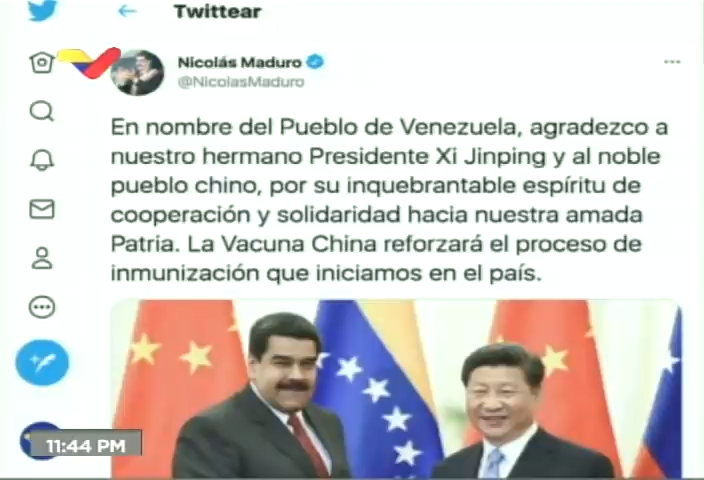 Twittear
Nicolás Maduro
@NicolasMaduro
En nombre del Pueblo de Venezuela, agradezco a
nuestro hermano Presidente Xi Jinping y al noble
pueblo chino, por su inquebrantable espíritu de
cooperación y solidaridad hacia nuestra amada
Patria. La Vacuna China reforzará el proceso de
inmunización que iniciamos en el país.
11:44 PM